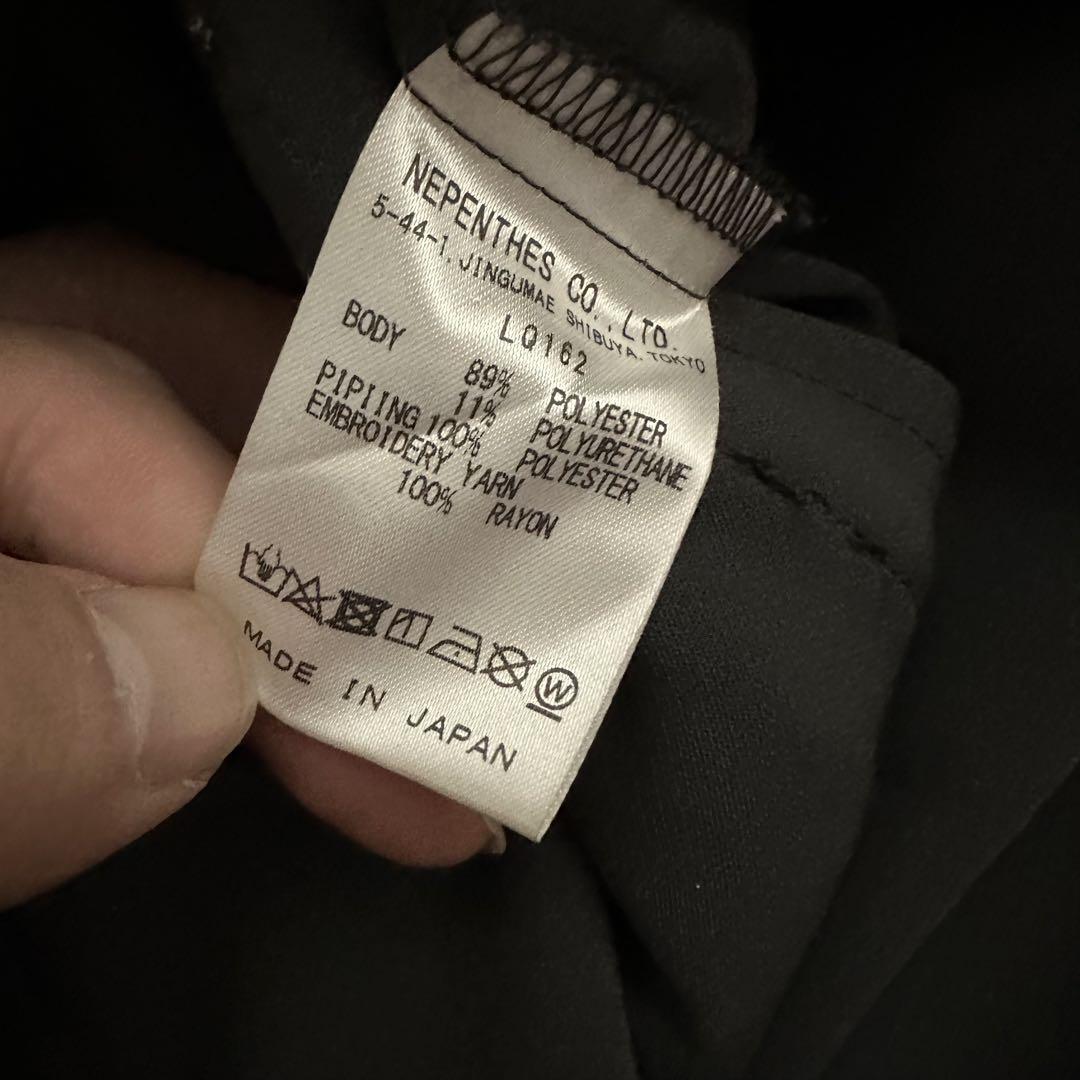 NEPENTHES CO.,LTD.
5-44-1, JINGUMAE SHIBUYA. TOKYO
LQ162
BODY 89% POLYESTER
11% POLYURETHANE
PIPIING 100% POLYESTER
EMBROIDERY YARN
100% RAYON
W
MADE IN JAPAN